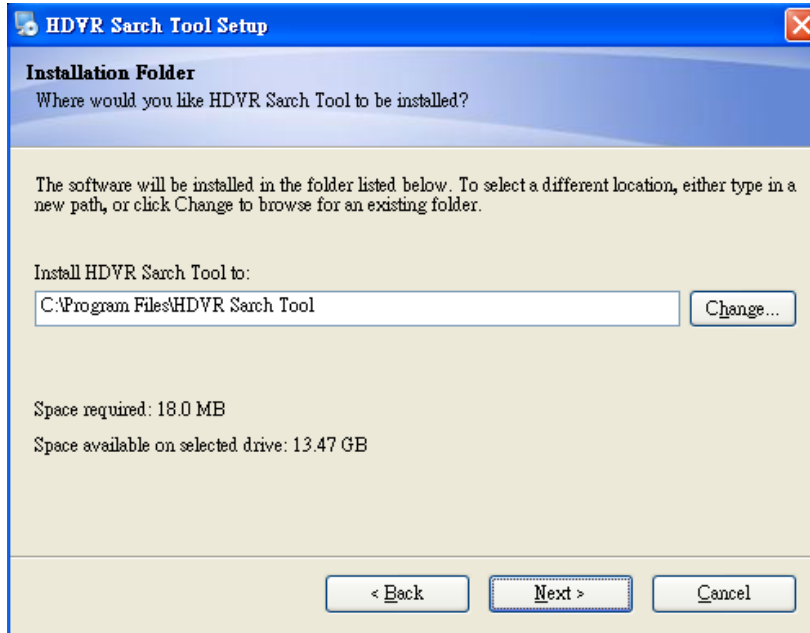 HDVR Sarch Tool Setup
Installation Folder
Where would you like HDVR Sarch Tool to be installed?
The software will be installed in the folder listed below. To select a different location, either type in a
new path, or click Change to browse for an existing folder.
Install HDVR Sarch Tool to:
C:\Program Files\HDVR Sarch Tool
Change...
Space required: 18.0 MB
Space available on selected drive: 13.47 GB
< Back
Next >
Cancel